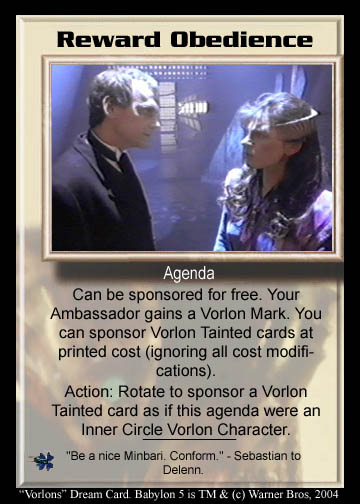 Reward Obedience
Agenda
Can be sponsored for free. Your
Ambassador gains a Vorlon Mark. You
can sponsor Vorlon Tainted cards at
printed cost (ignoring all cost modifi-
cations).
Action: Rotate to sponsor a Vorlon
Tainted card as if this agenda were an
Inner Circle Vorlon Character.
"Be a nice Minbari. Conform." - Sebastian to
Delenn.
“Vorlons” Dream Card. Babylon 5 is TM & (c) Warner Bros, 2004